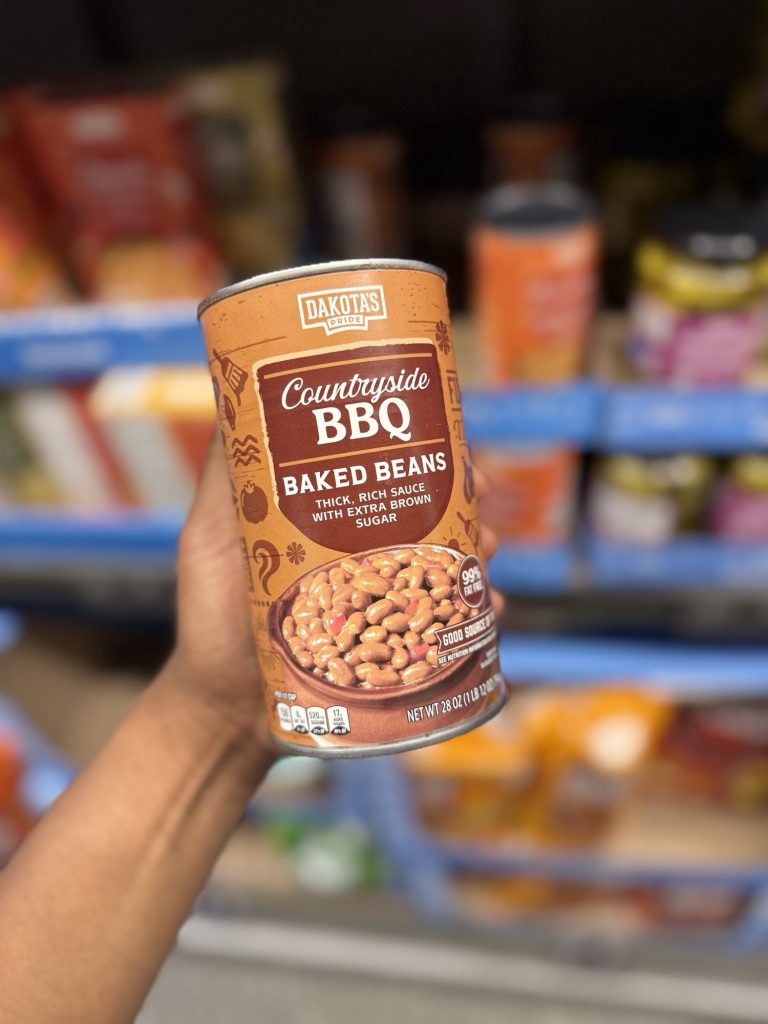 DAKOTA'S
PRIDE
Countryside
BBQ
BAKED BEANS
THICK, RICH SAUCE
WITH EXTRA BROWN
SUGAR
99%
FAT FREE
GOOD SOURCE OF
SEE NUTRITION
NET WT 28 OZ (1 LB 12 OZ)